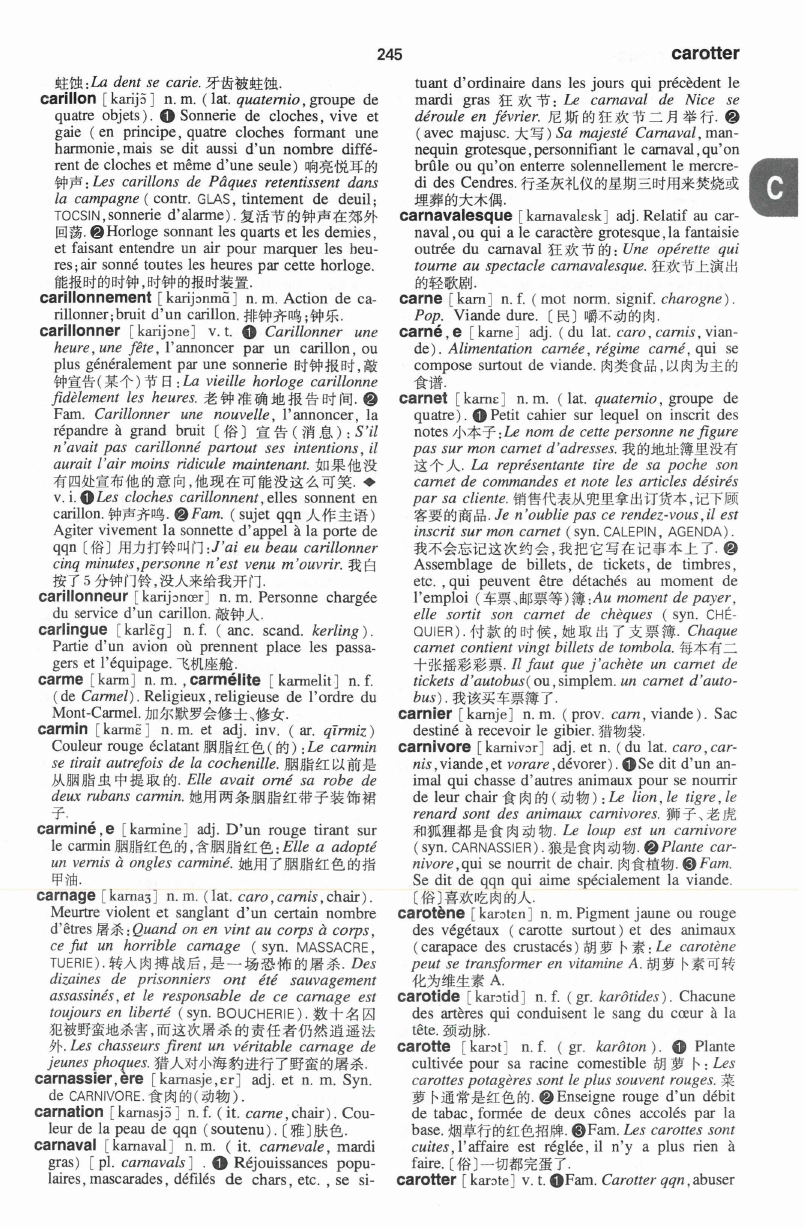 245
carotter
蛀蚀:La dent se carie. 牙齿被蛀蚀.
carillon [karijɔ̃] n. m. (lat. quaternio, groupe de
quatre objets). ❶ Sonnerie de cloches, vive et
gaie (en principe, quatre cloches formant une
harmonie, mais se dit aussi d'un nombre diffé-
rent de cloches et même d'une seule) 响亮悦耳的
钟声:Les carillons de Pâques retentissent dans
la campagne (contr. GLAS, tintement de deuil;
TOCSIN, sonnerie d'alarme). 复活节的钟声在郊外
回荡. ❷ Horloge sonnant les quarts et les demies,
et faisant entendre un air pour marquer les heu-
res; air sonné toutes les heures par cette horloge.
能报时的时钟,时钟的报时装置.
carillonnement [karijɔnmɑ̃] n. m. Action de ca-
rillonner; bruit d'un carillon. 排钟齐鸣;钟乐.
carillonner [karijɔne] v. t. ❶ Carillonner une
heure, une fête, l'annoncer par un carillon, ou
plus généralement par une sonnerie 时钟报时,敲
钟宣告(某个)节日:La vieille horloge carillonne
fidèlement les heures. 老钟准确地报告时间. ❷
Fam. Carillonner une nouvelle, l'annoncer, la
répandre à grand bruit 〔俗〕宣告(消息):S'il
n'avait pas carillonné partout ses intentions, il
aurait l'air moins ridicule maintenant. 如果他没
有四处宣布他的意向,他现在可能没这么可笑. ◆
v. i. ❶ Les cloches carillonnent, elles sonnent en
carillon. 钟声齐鸣. ❷ Fam. (sujet qqn 人作主语)
Agiter vivement la sonnette d'appel à la porte de
qqn 〔俗〕用力打铃叫门:J'ai eu beau carillonner
cinq minutes, personne n'est venu m'ouvrir. 我白
按了5分钟门铃,没人来给我开门.
carillonneur [karijɔnœr] n. m. Personne chargée
du service d'un carillon. 敲钟人.
carlingue [karlɛ̃g] n. f. (anc. scand. kerling).
Partie d'un avion où prennent place les passa-
gers et l'équipage. 飞机座舱.
carme [karm] n. m., carmélite [karmelit] n. f.
(de Carmel). Religieux, religieuse de l'ordre du
Mont-Carmel. 加尔默罗会修士、修女.
carmin [karmɛ̃] n. m. et adj. inv. (ar. qīrmiz)
Couleur rouge éclatant 胭脂红色(的):Le carmin
se tirait autrefois de la cochenille. 胭脂红以前是
从胭脂虫中提取的. Elle avait orné sa robe de
deux rubans carmin. 她用两条胭脂红带子装饰裙
子.
carminé, e [karmine] adj. D'un rouge tirant sur
le carmin 胭脂红色的,含胭脂红色:Elle a adopté
un vernis à ongles carminé. 她用了胭脂红色的指
甲油.
carnage [karnaʒ] n. m. (lat. caro, carnis, chair).
Meurtre violent et sanglant d'un certain nombre
d'êtres 屠杀:Quand on en vint au corps à corps,
ce fut un horrible carnage (syn. MASSACRE,
TUERIE). 转入肉搏战后,是一场恐怖的屠杀. Des
dizaines de prisonniers ont été sauvagement
assassinés, et le responsable de ce carnage est
toujours en liberté (syn. BOUCHERIE). 数十名囚
犯被野蛮地杀害,而这次屠杀的责任者仍然逍遥法
外. Les chasseurs firent un véritable carnage de
jeunes phoques. 猎人对小海豹进行了野蛮的屠杀.
carnassier, ère [karnasje, ɛr] adj. et n. m. Syn.
de CARNIVORE. 食肉的(动物).
carnation [karnasjɔ̃] n. f. (it. carne, chair). Cou-
leur de la peau de qqn (soutenu). 〔雅〕肤色.
carnaval [karnaval] n. m. (it. carnevale, mardi
gras) [pl. carnavals]. ❶ Réjouissances popu-
laires, mascarades, défilés de chars, etc., se si-
tuant d'ordinaire dans les jours qui précèdent le
mardi gras 狂欢节:Le carnaval de Nice se
déroule en février. 尼斯的狂欢节二月举行. ❷
(avec majusc. 大写) Sa majesté Carnaval, man-
nequin grotesque, personnifiant le carnaval, qu'on
brûle ou qu'on enterre solennellement le mercre-
di des Cendres. 行圣灰礼仪的星期三时用来焚烧或
埋葬的大木偶.
carnavalesque [karnavalɛsk] adj. Relatif au car-
naval, ou qui a le caractère grotesque, la fantaisie
outrée du carnaval 狂欢节的:Une opérette qui
tourne au spectacle carnavalesque. 狂欢节上演出
的轻歌剧.
carne [karn] n. f. (mot norm. signif. charogne).
Pop. Viande dure. 〔民〕嚼不动的肉.
carné, e [karne] adj. (du lat. caro, carnis, vian-
de). Alimentation carnée, régime carné, qui se
compose surtout de viande. 肉类食品,以肉为主的
食谱.
carnet [karnɛ] n. m. (lat. quaternio, groupe de
quatre). ❶ Petit cahier sur lequel on inscrit des
notes 小本子:Le nom de cette personne ne figure
pas sur mon carnet d'adresses. 我的地址簿里没有
这个人. La représentante tire de sa poche son
carnet de commandes et note les articles désirés
par sa cliente. 销售代表从兜里拿出订货本,记下顾
客要的商品. Je n'oublie pas ce rendez-vous, il est
inscrit sur mon carnet (syn. CALEPIN, AGENDA).
我不会忘记这次约会,我把它写在记事本上了. ❷
Assemblage de billets, de tickets, de timbres,
etc., qui peuvent être détachés au moment de
l'emploi (车票、邮票等)簿:Au moment de payer,
elle sortit son carnet de chèques (syn. CHÉ-
QUIER). 付款的时候,她取出了支票簿. Chaque
carnet contient vingt billets de tombola. 每本有二
十张摇彩彩票. Il faut que j'achète un carnet de
tickets d'autobus (ou, simplem. un carnet d'auto-
bus). 我该买车票簿了.
carnier [karnje] n. m. (prov. carn, viande). Sac
destiné à recevoir le gibier. 猎物袋.
carnivore [karnivɔr] adj. et n. (du lat. caro, car-
nis, viande, et vorare, dévorer). ❶ Se dit d'un an-
imal qui chasse d'autres animaux pour se nourrir
de leur chair 食肉的(动物):Le lion, le tigre, le
renard sont des animaux carnivores. 狮子、老虎
和狐狸都是食肉动物. Le loup est un carnivore
(syn. CARNASSIER). 狼是食肉动物. ❷ Plante car-
nivore, qui se nourrit de chair. 肉食植物. ❸ Fam.
Se dit de qqn qui aime spécialement la viande.
〔俗〕喜欢吃肉的人.
carotène [karɔtɛn] n. m. Pigment jaune ou rouge
des végétaux (carotte surtout) et des animaux
(carapace des crustacés) 胡萝卜素:Le carotène
peut se transformer en vitamine A. 胡萝卜素可转
化为维生素 A.
carotide [karɔtid] n. f. (gr. karôtides). Chacune
des artères qui conduisent le sang du cœur à la
tête. 颈动脉.
carotte [karɔt] n. f. (gr. karôton). ❶ Plante
cultivée pour sa racine comestible 胡萝卜:Les
carottes potagères sont le plus souvent rouges. 菜
萝卜通常是红色的. ❷ Enseigne rouge d'un débit
de tabac, formée de deux cônes accolés par la
base. 烟草行的红色招牌. ❸ Fam. Les carottes sont
cuites, l'affaire est réglée, il n'y a plus rien à
faire. 〔俗〕一切都完蛋了.
carotter [karɔte] v. t. ❶ Fam. Carotter qqn, abuser
C